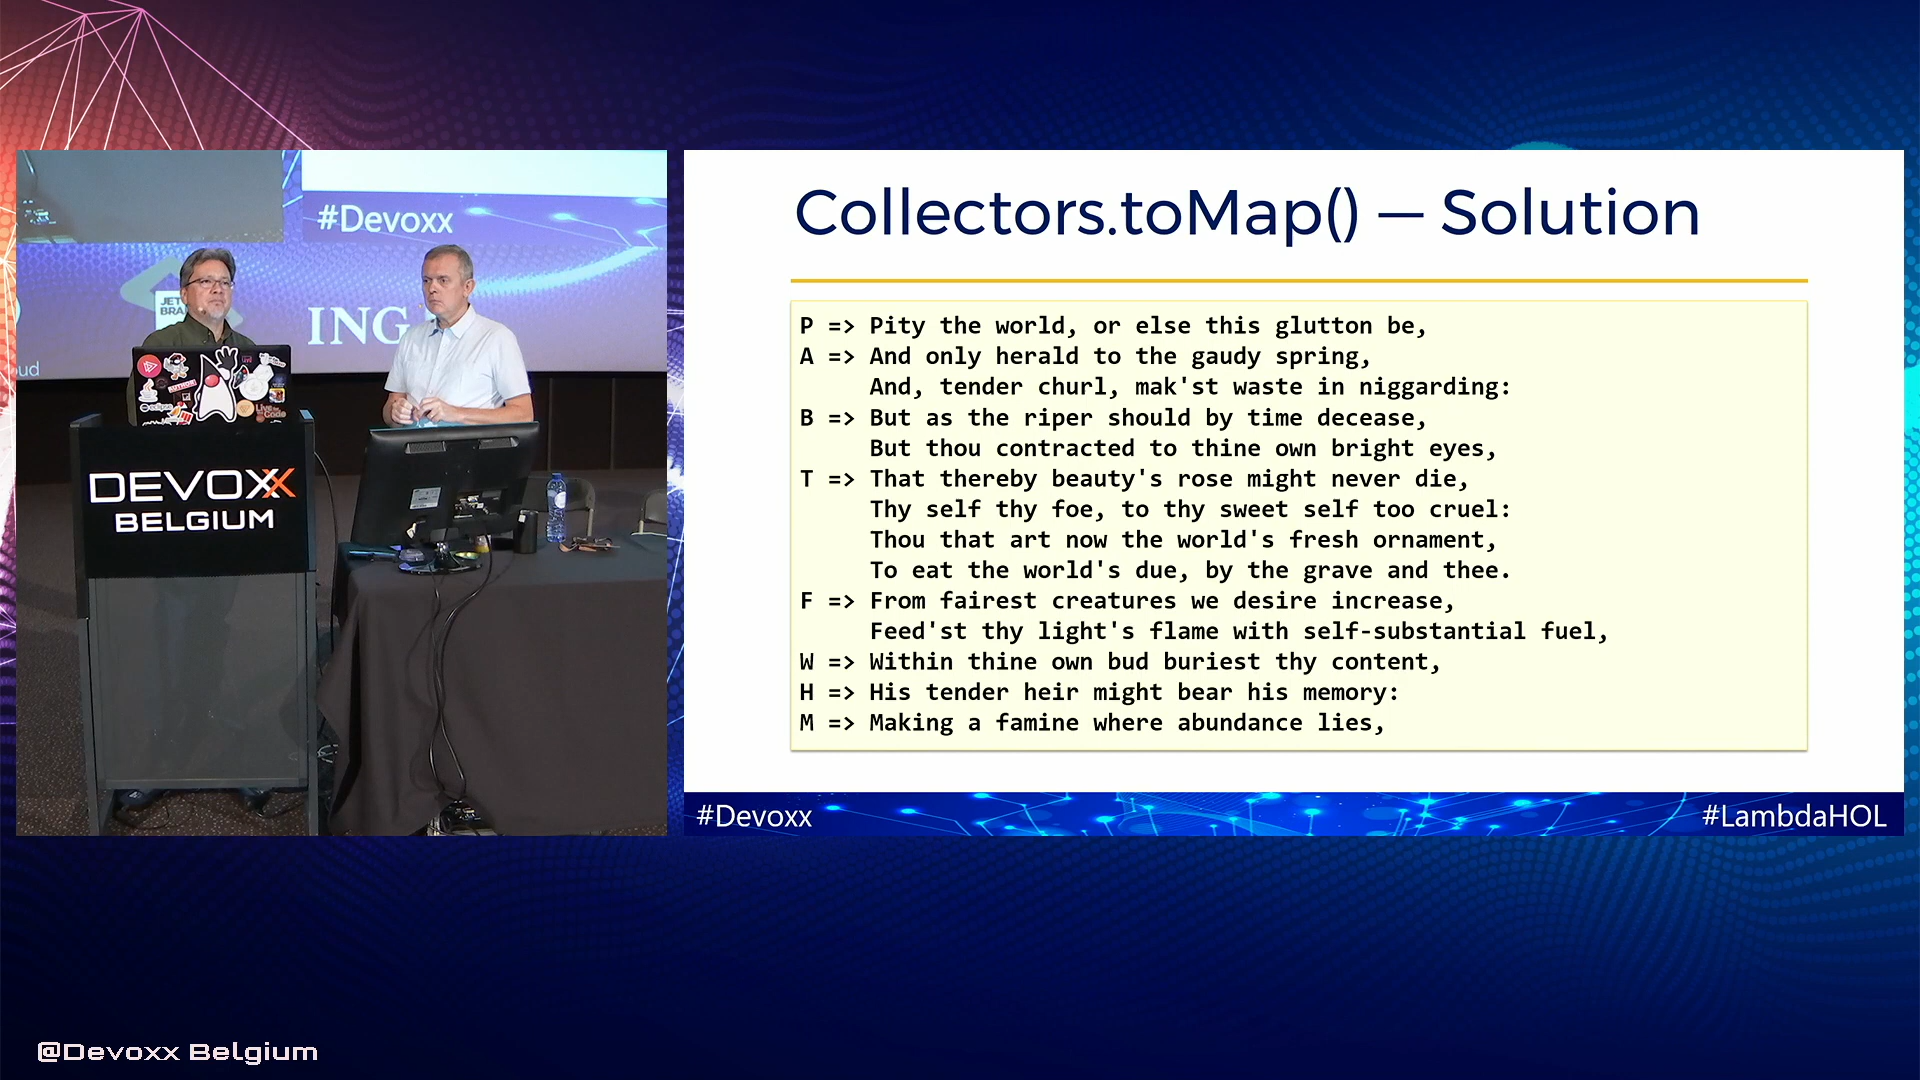 #Devoxx
JET
BRA
ING
oud
DEVOXX
BELGIUM
Collectors.toMap() — Solution
P => Pity the world, or else this glutton be,
A => And only herald to the gaudy spring,
And, tender churl, mak'st waste in niggarding:
B => But as the riper should by time decease,
But thou contracted to thine own bright eyes,
T => That thereby beauty's rose might never die,
Thy self thy foe, to thy sweet self too cruel:
Thou that art now the world's fresh ornament,
To eat the world's due, by the grave and thee.
F => From fairest creatures we desire increase,
Feed'st thy light's flame with self-substantial fuel,
W => Within thine own bud buriest thy content,
H => His tender heir might bear his memory:
M => Making a famine where abundance lies,
#Devoxx
#LambdaHOL
@Devoxx Belgium